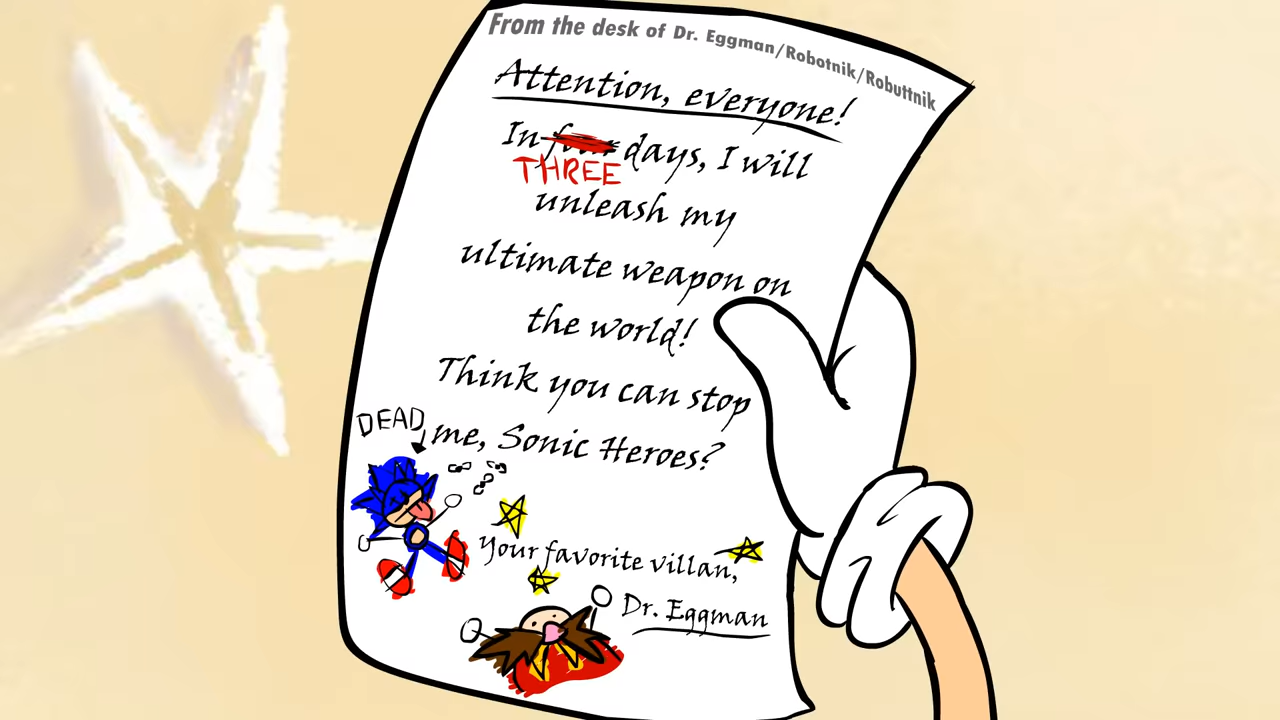 From the desk of Dr. Eggman/Robotnik/Robuttnik
Attention, everyone!
In four days, I will
THREE
unleash my
ultimate weapon on
the world!
Think you can stop
DEAD
me, Sonic Heroes?
Your favorite villan,
Dr. Eggman